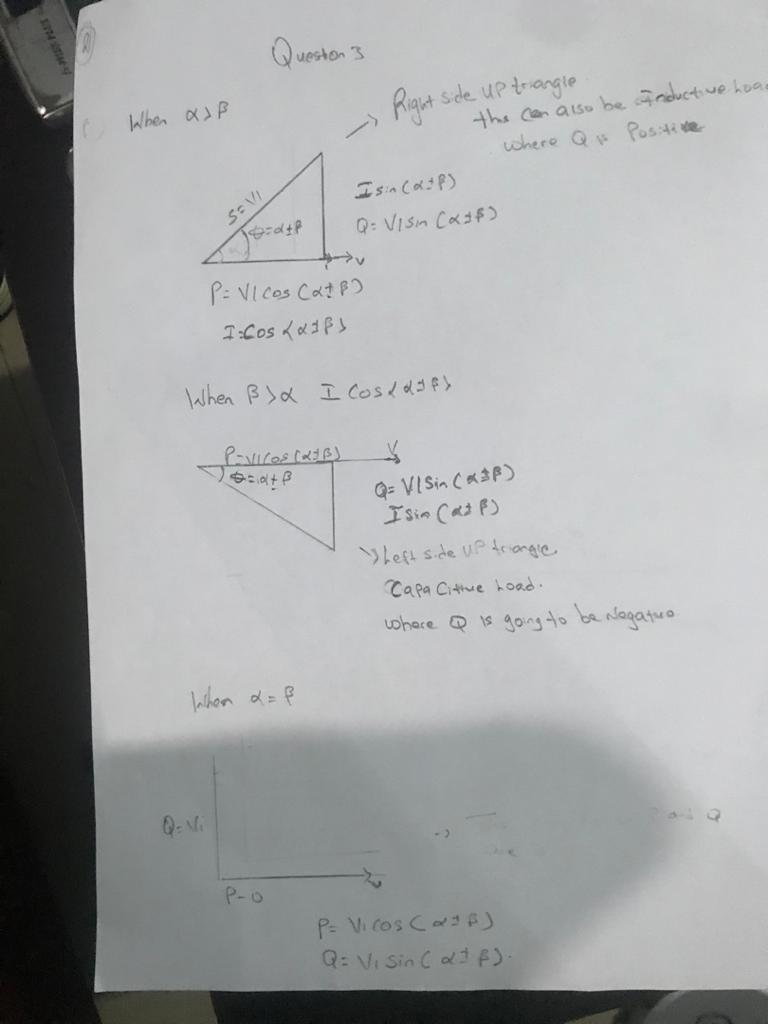 Question 3
When α > β
Right side up triangle
this can also be inductive Load
where Q is Positive
S=VI
θ=α±β
I sin (α±β)
Q= VI sin (α±β)
V
P= VI cos (α±β)
I cos <α±β>
When β>α I Cos<α±β>
P=VI cos (α±β)
V
θ=α±β
Q= VI Sin (α±β)
I Sin (α±β)
Left side up triangle
Capacitive Load.
where Q is going to be Negative
When α = β
Q=Vi
P-0
P= Vi cos (α±β)
Q= Vi Sin (α±β).